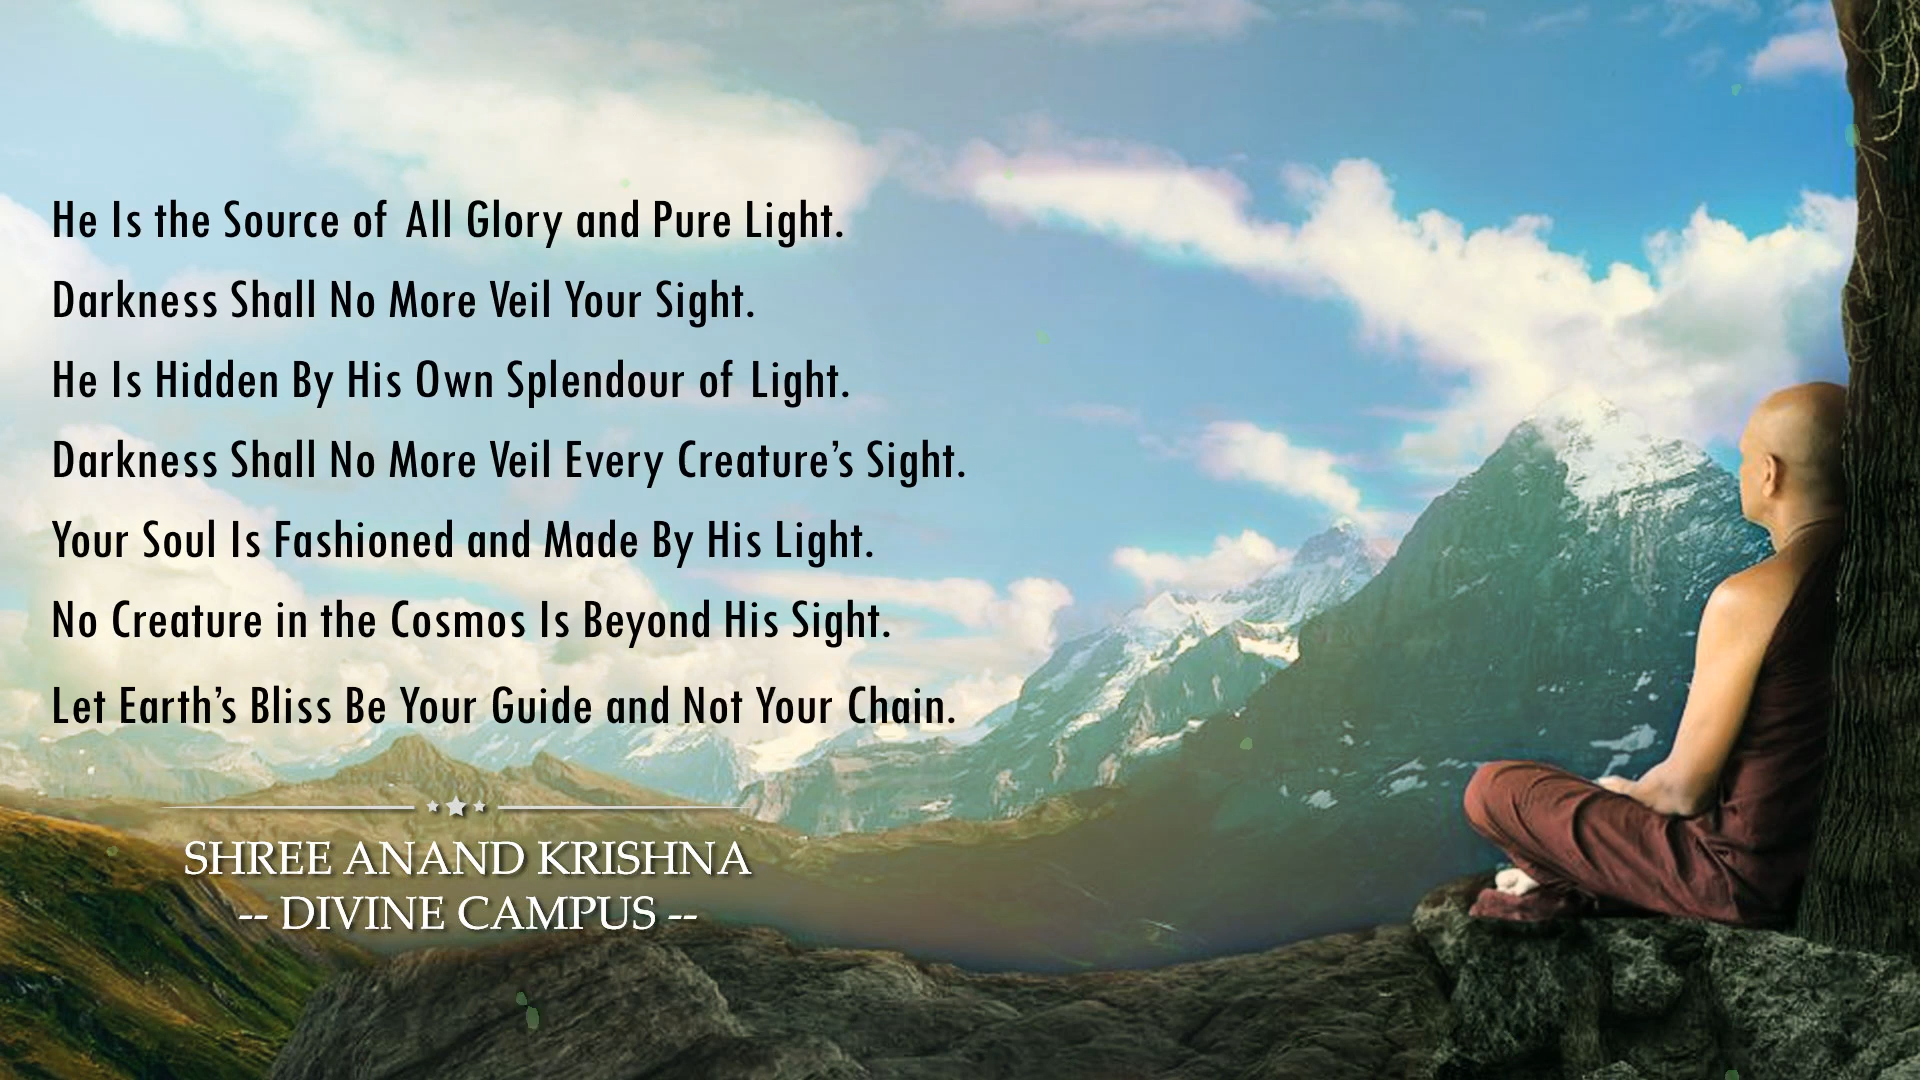 He Is the Source of All Glory and Pure Light.
Darkness Shall No More Veil Your Sight.
He Is Hidden By His Own Splendour of Light.
Darkness Shall No More Veil Every Creature’s Sight.
Your Soul Is Fashioned and Made By His Light.
No Creature in the Cosmos Is Beyond His Sight.
Let Earth’s Bliss Be Your Guide and Not Your Chain.
SHREE ANAND KRISHNA
-- DIVINE CAMPUS --